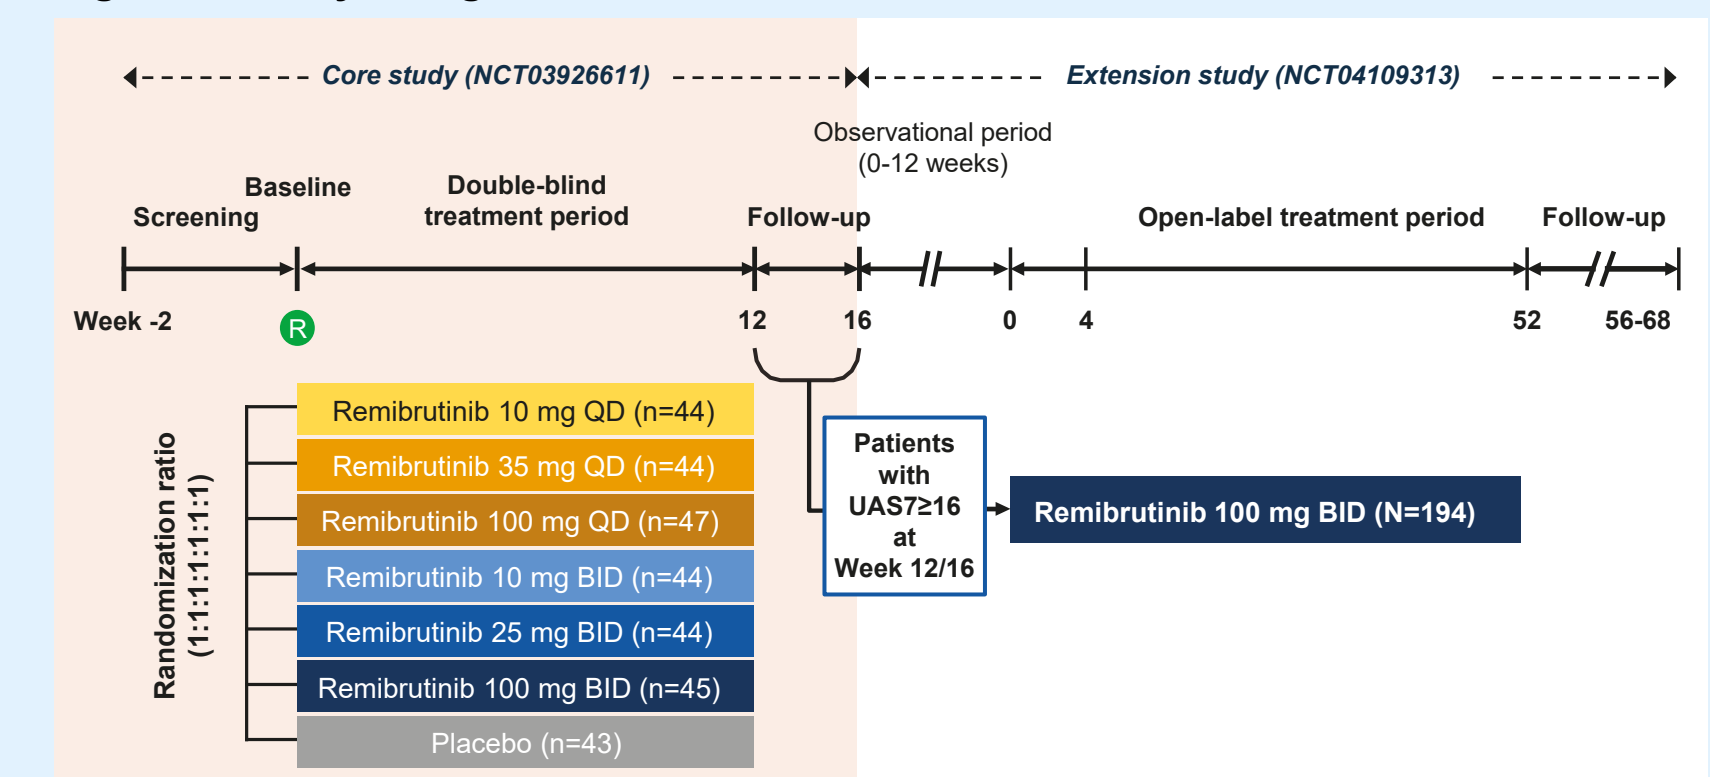 Core study (NCT03926611)
Extension study (NCT04109313)
Observational period
(0-12 weeks)
Baseline
Screening
Double-blind
treatment period
Follow-up
Open-label treatment period
Follow-up
Week -2
R
12
16
0
4
52
56-68
Randomization ratio
(1:1:1:1:1:1:1)
Remibrutinib 10 mg QD (n=44)
Remibrutinib 35 mg QD (n=44)
Remibrutinib 100 mg QD (n=47)
Remibrutinib 10 mg BID (n=44)
Remibrutinib 25 mg BID (n=44)
Remibrutinib 100 mg BID (n=45)
Placebo (n=43)
Patients
with
UAS7≥16
at
Week 12/16
Remibrutinib 100 mg BID (N=194)